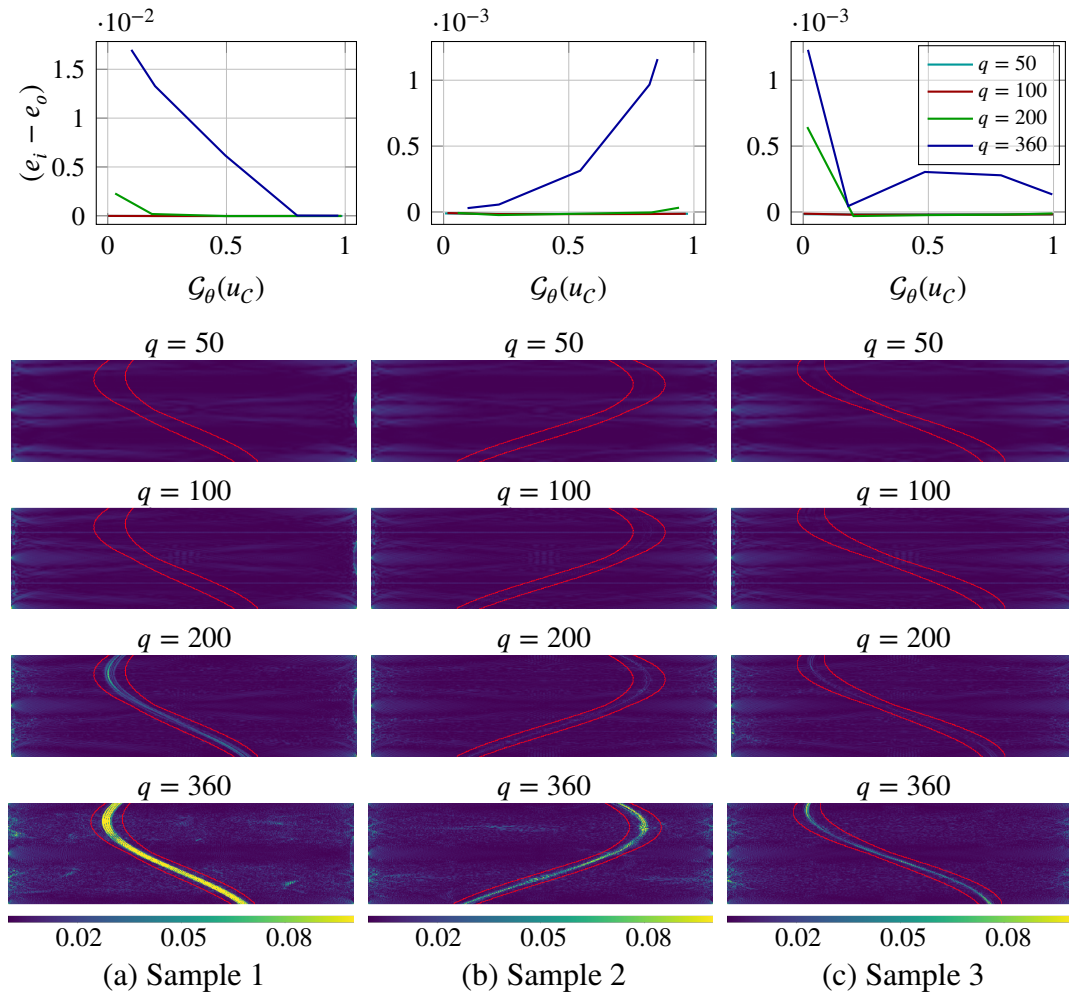 ·10⁻² ·10⁻³ ·10⁻³
1.5 1 1 q = 50
1 q = 100
(e_i − e_o) 0.5 0.5 0.5 q = 200
q = 360
0 0 0
0 0.5 1 0 0.5 1 0 0.5 1
𝒢_θ(u_C) 𝒢_θ(u_C) 𝒢_θ(u_C)
q = 50 q = 50 q = 50
q = 100 q = 100 q = 100
q = 200 q = 200 q = 200
q = 360 q = 360 q = 360
0.02 0.05 0.08 0.02 0.05 0.08 0.02 0.05 0.08
(a) Sample 1 (b) Sample 2 (c) Sample 3